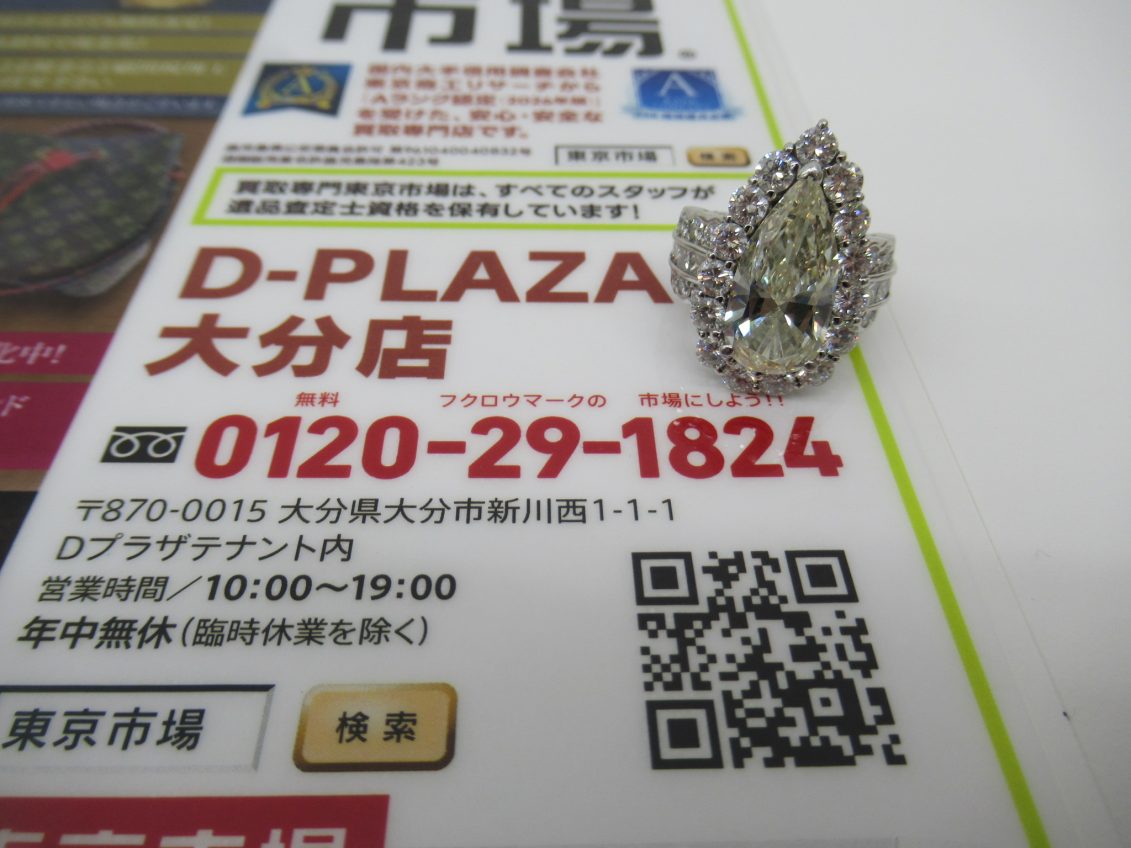 市場
国内大手信用調査会社
東京商工リサーチから
「Aランク認定(2026年版)」
を受けた、安心・安全な
買取専門店です。
東京市場 検索
買取専門東京市場は、すべてのスタッフが
遺品査定士資格を保有しています！
D-PLAZA
大分店
無料 フクロウマークの 市場にしよう!!
0120-29-1824
〒870-0015 大分県大分市新川西1-1-1
Dプラザテナント内
営業時間／10：00〜19：00
年中無休（臨時休業を除く）
東京市場 検索
化中!
ド